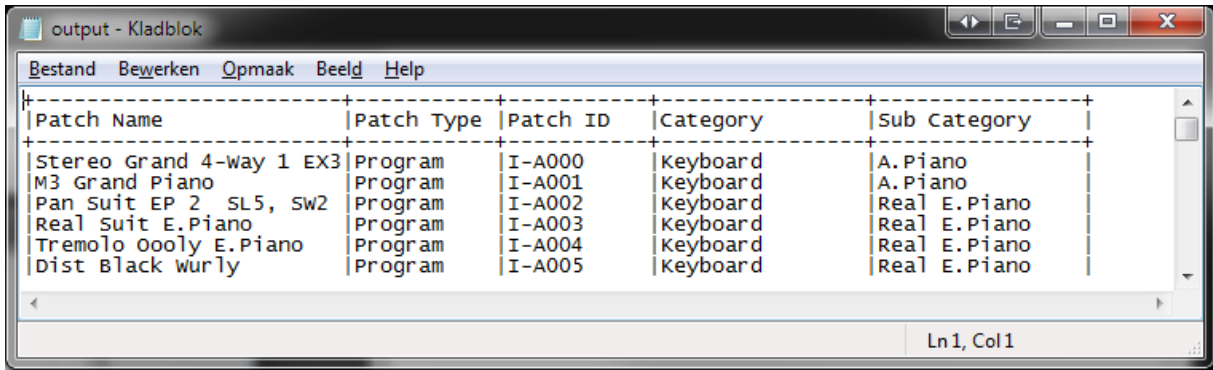 output - Kladblok
Bestand Bewerken Opmaak Beeld Help
+------------------------+-----------+-----------+----------------+----------------+
|Patch Name              |Patch Type |Patch ID   |Category        |Sub Category    |
+------------------------+-----------+-----------+----------------+----------------+
|Stereo Grand 4-Way 1 EX3|Program    |I-A000     |Keyboard        |A.Piano         |
|M3 Grand Piano          |Program    |I-A001     |Keyboard        |A.Piano         |
|Pan Suit EP 2  SL5, SW2 |Program    |I-A002     |Keyboard        |Real E.Piano    |
|Real Suit E.Piano       |Program    |I-A003     |Keyboard        |Real E.Piano    |
|Tremolo Oooly E.Piano   |Program    |I-A004     |Keyboard        |Real E.Piano    |
|Dist Black Wurly        |Program    |I-A005     |Keyboard        |Real E.Piano    |
Ln 1, Col 1